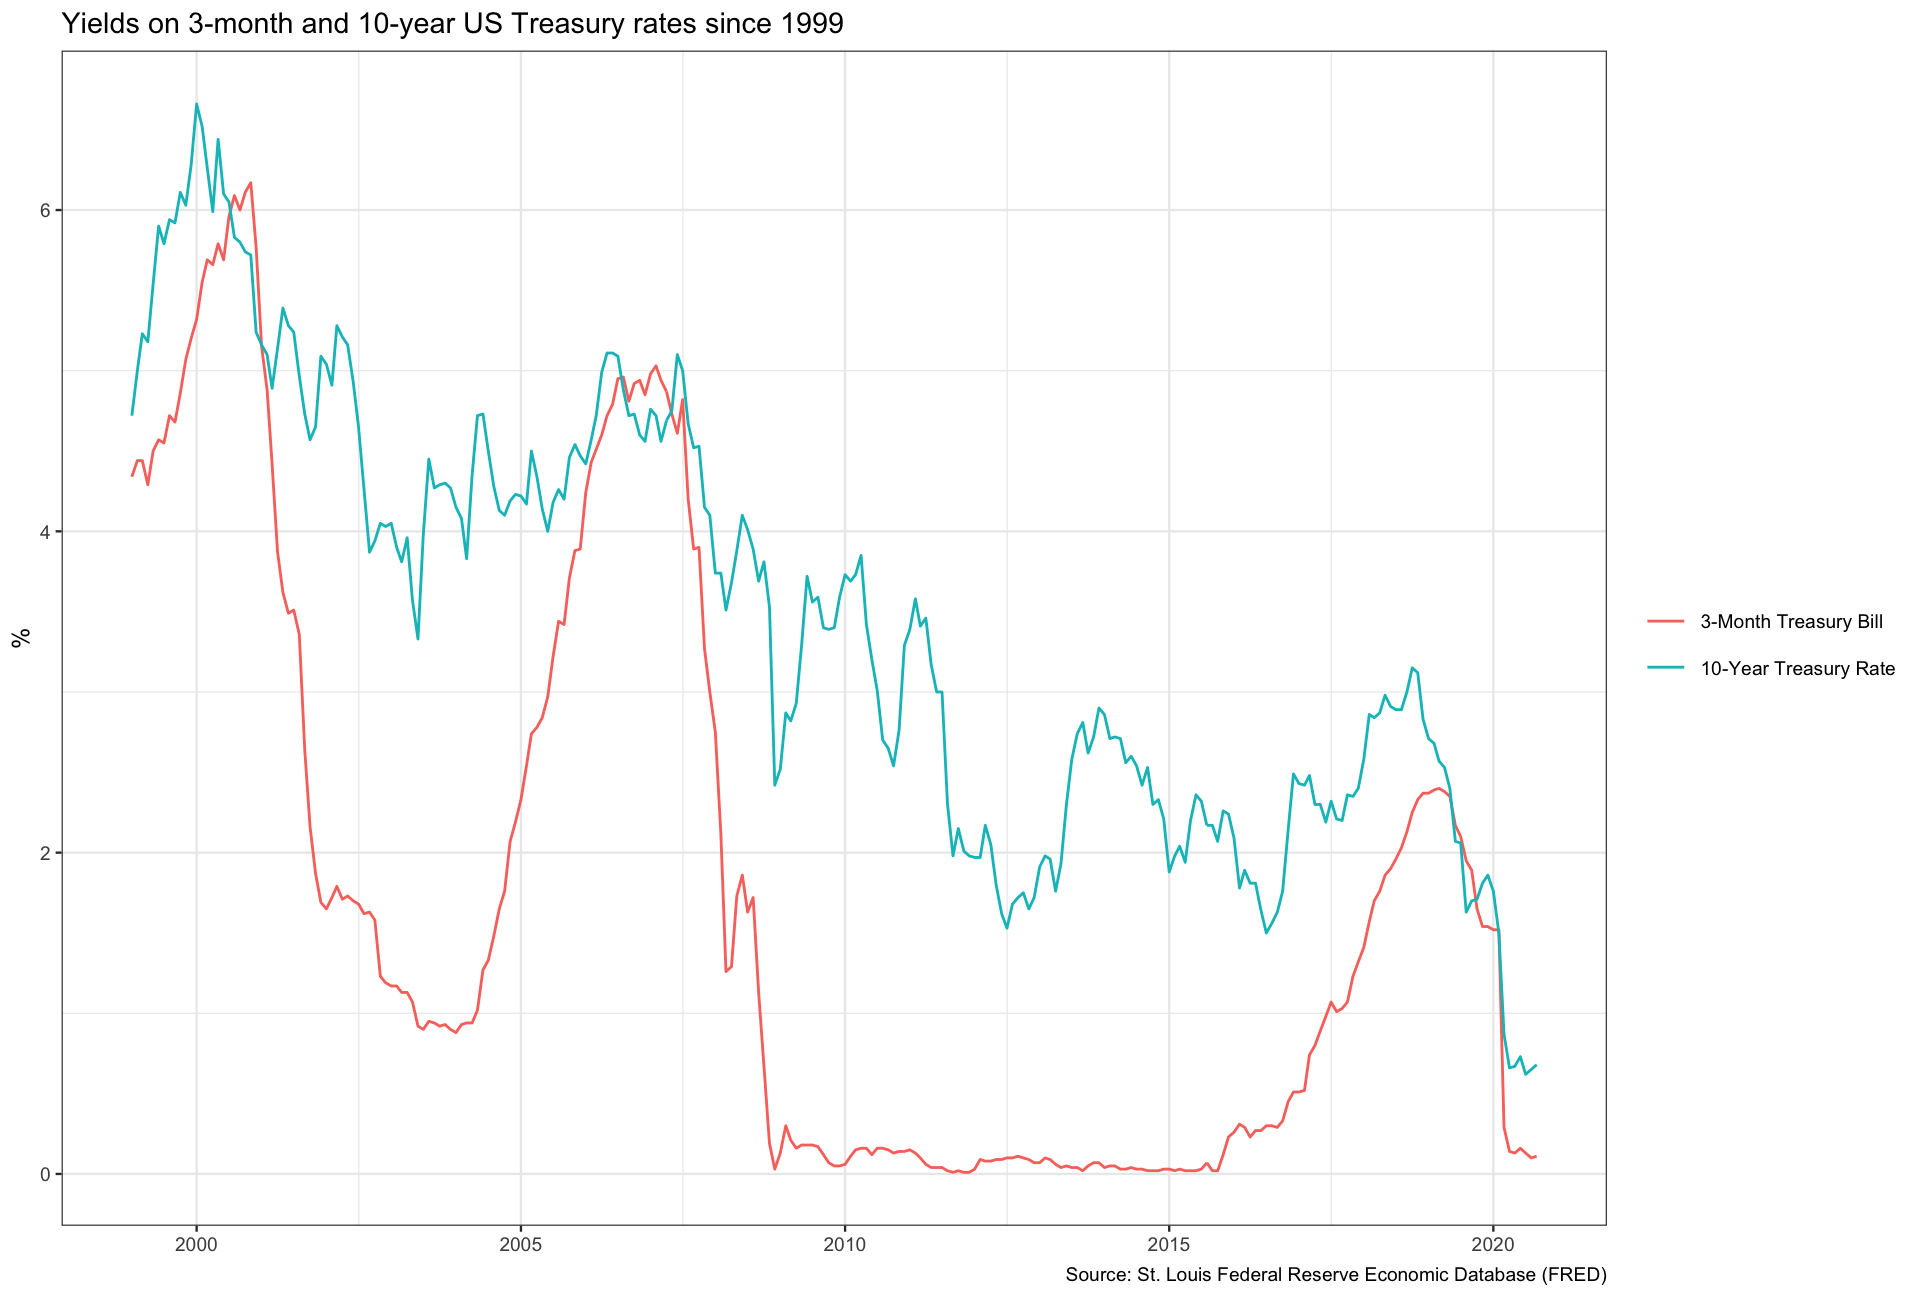 Yields on 3-month and 10-year US Treasury rates since 1999
6
4
2
0
%
2000
2005
2010
2015
2020
3-Month Treasury Bill
10-Year Treasury Rate
Source: St. Louis Federal Reserve Economic Database (FRED)